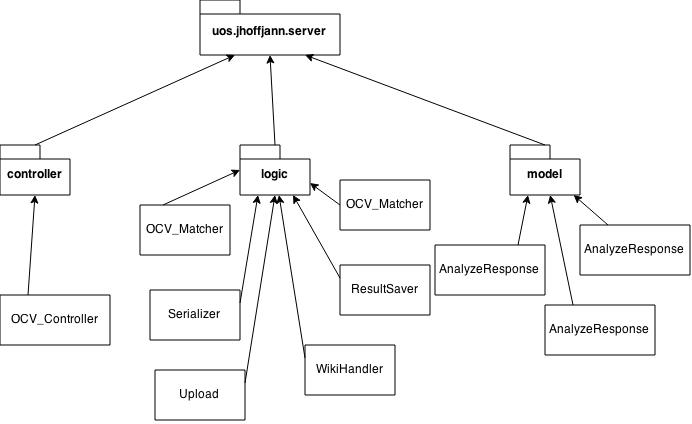 uos.jhoffjann.server
controller
logic
model
OCV_Matcher
OCV_Matcher
AnalyzeResponse
AnalyzeResponse
ResultSaver
OCV_Controller
Serializer
AnalyzeResponse
WikiHandler
Upload